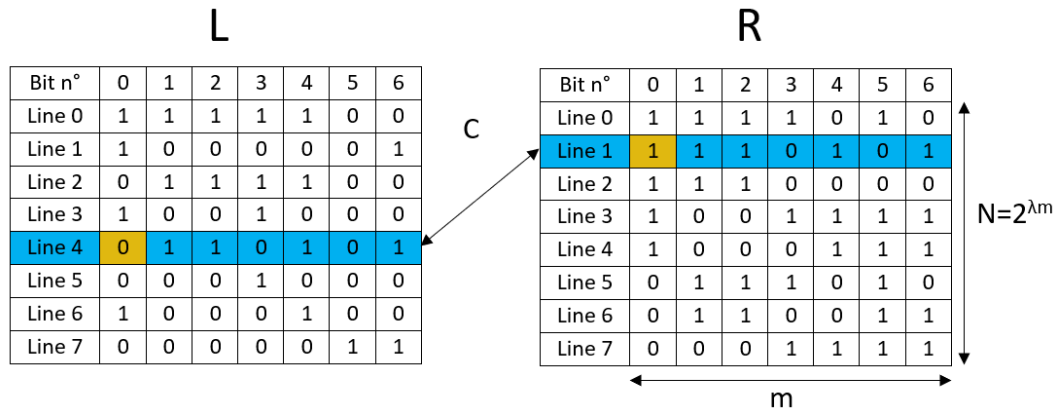 L
Bit n° 0 1 2 3 4 5 6
Line 0 1 1 1 1 1 0 0
Line 1 1 0 0 0 0 0 1
Line 2 0 1 1 1 1 0 0
Line 3 1 0 0 1 0 0 0
Line 4 0 1 1 0 1 0 1
Line 5 0 0 0 1 0 0 0
Line 6 1 0 0 0 1 0 0
Line 7 0 0 0 0 0 1 1
C
R
Bit n° 0 1 2 3 4 5 6
Line 0 1 1 1 1 0 1 0
Line 1 1 1 1 0 1 0 1
Line 2 1 1 1 0 0 0 0
Line 3 1 0 0 1 1 1 1
Line 4 1 0 0 0 1 1 1
Line 5 0 1 1 1 0 1 0
Line 6 0 1 1 0 0 1 1
Line 7 0 0 0 1 1 1 1
N=2^λm
m